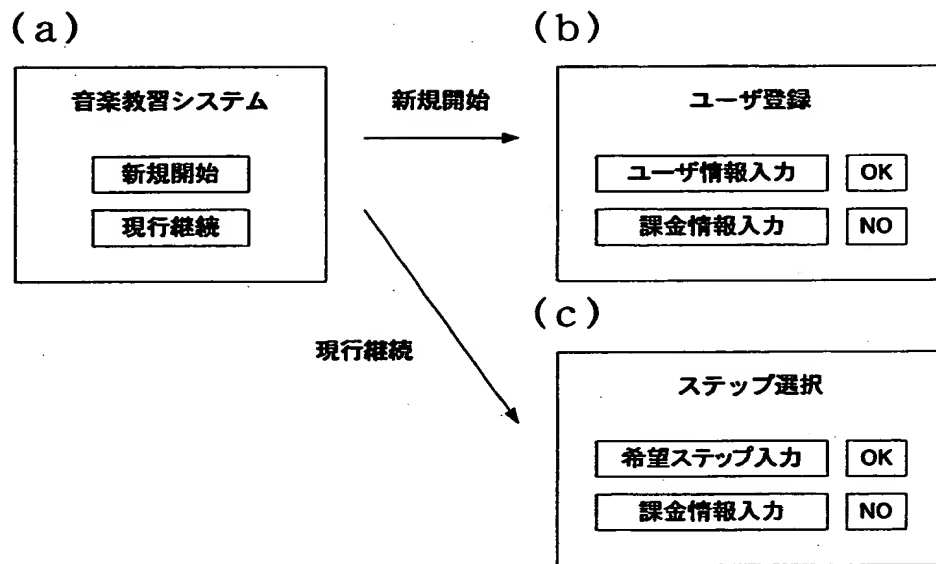 (a)
音楽教習システム
新規開始
現行継続
新規開始
現行継続
(b)
ユーザ登録
ユーザ情報入力 OK
課金情報入力 NO
(c)
ステップ選択
希望ステップ入力 OK
課金情報入力 NO